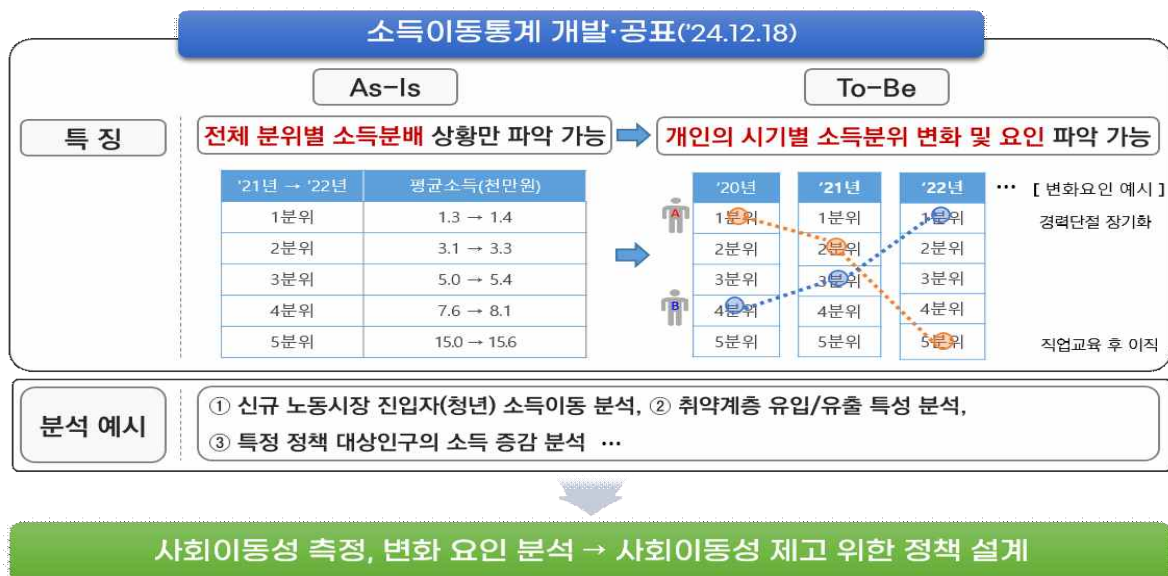 소득이동통계 개발·공표('24.12.18)
As-Is
To-Be
특 징
전체 분위별 소득분배 상황만 파악 가능
개인의 시기별 소득분위 변화 및 요인 파악 가능
'21년 → '22년 평균소득(천만원)
1분위 1.3 → 1.4
2분위 3.1 → 3.3
3분위 5.0 → 5.4
4분위 7.6 → 8.1
5분위 15.0 → 15.6
'20년 '21년 '22년 ··· [ 변화요인 예시 ]
A 1분위 1분위 1분위 경력단절 장기화
2분위 2분위 2분위
3분위 3분위 3분위
B 4분위 4분위 4분위
5분위 5분위 5분위 직업교육 후 이직
분석 예시
① 신규 노동시장 진입자(청년) 소득이동 분석, ② 취약계층 유입/유출 특성 분석,
③ 특정 정책 대상인구의 소득 증감 분석 ···
사회이동성 측정, 변화 요인 분석 → 사회이동성 제고 위한 정책 설계